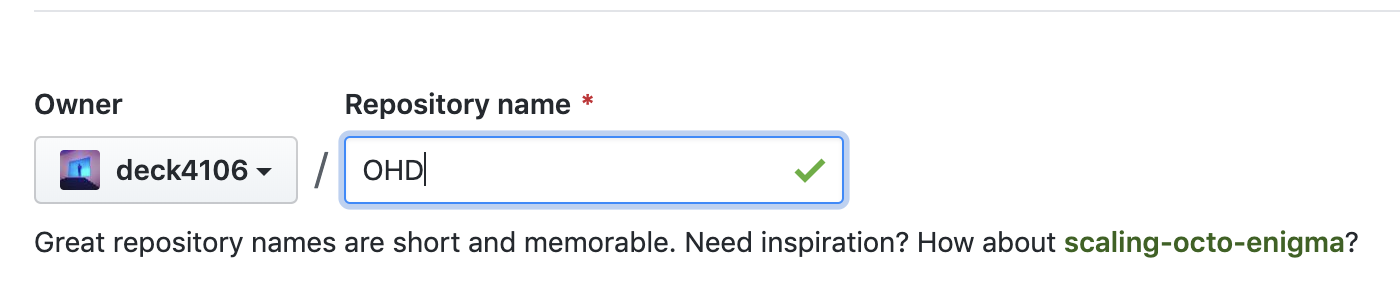 Owner
Repository name *
deck4106 / OHD
Great repository names are short and memorable. Need inspiration? How about scaling-octo-enigma?